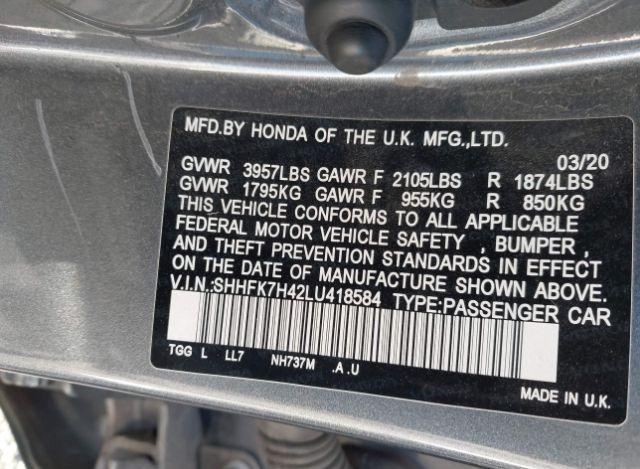 MFD.BY HONDA OF THE U.K. MFG.,LTD.
03/20
GVWR 3957LBS GAWR F 2105LBS R 1874LBS
GVWR 1795KG GAWR F 955KG R 850KG
THIS VEHICLE CONFORMS TO ALL APPLICABLE
FEDERAL MOTOR VEHICLE SAFETY , BUMPER ,
AND THEFT PREVENTION STANDARDS IN EFFECT
ON THE DATE OF MANUFACTURE SHOWN ABOVE.
V.I.N.:SHHFK7H42LU418584 TYPE:PASSENGER CAR
TGG L LL7 NH737M .A .U
MADE IN U.K.